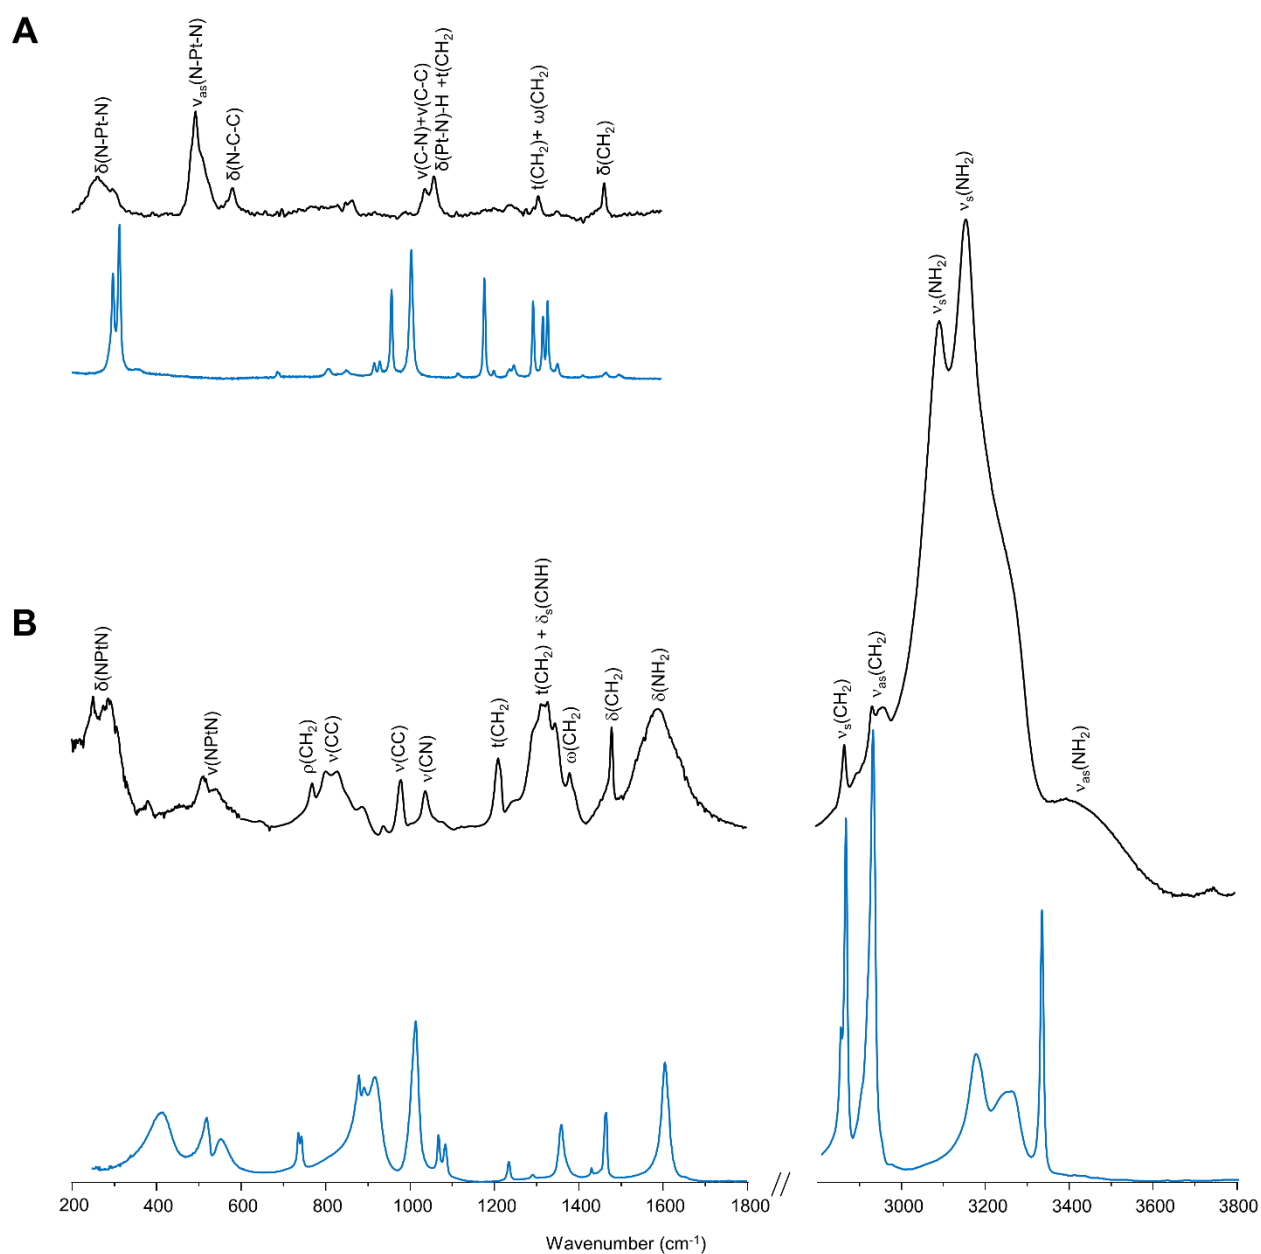 A
δ(N-Pt-N)
νas(N-Pt-N)
δ(N-C-C)
ν(C-N)+ν(C-C)
δ(Pt-N)-H +t(CH2)
t(CH2)+ ω(CH2)
δ(CH2)
νs(NH2)
νs(NH2)
B
δ(NPtN)
ν(NPtN)
ρ(CH2)
ν(CC)
ν(CC)
ν(CN)
t(CH2)
t(CH2) + δs(CNH)
ω(CH2)
δ(CH2)
δ(NH2)
νs(CH2)
νas(CH2)
νas(NH2)
200 400 600 800 1000 1200 1400 1600 1800 // 3000 3200 3400 3600 3800
Wavenumber (cm-1)